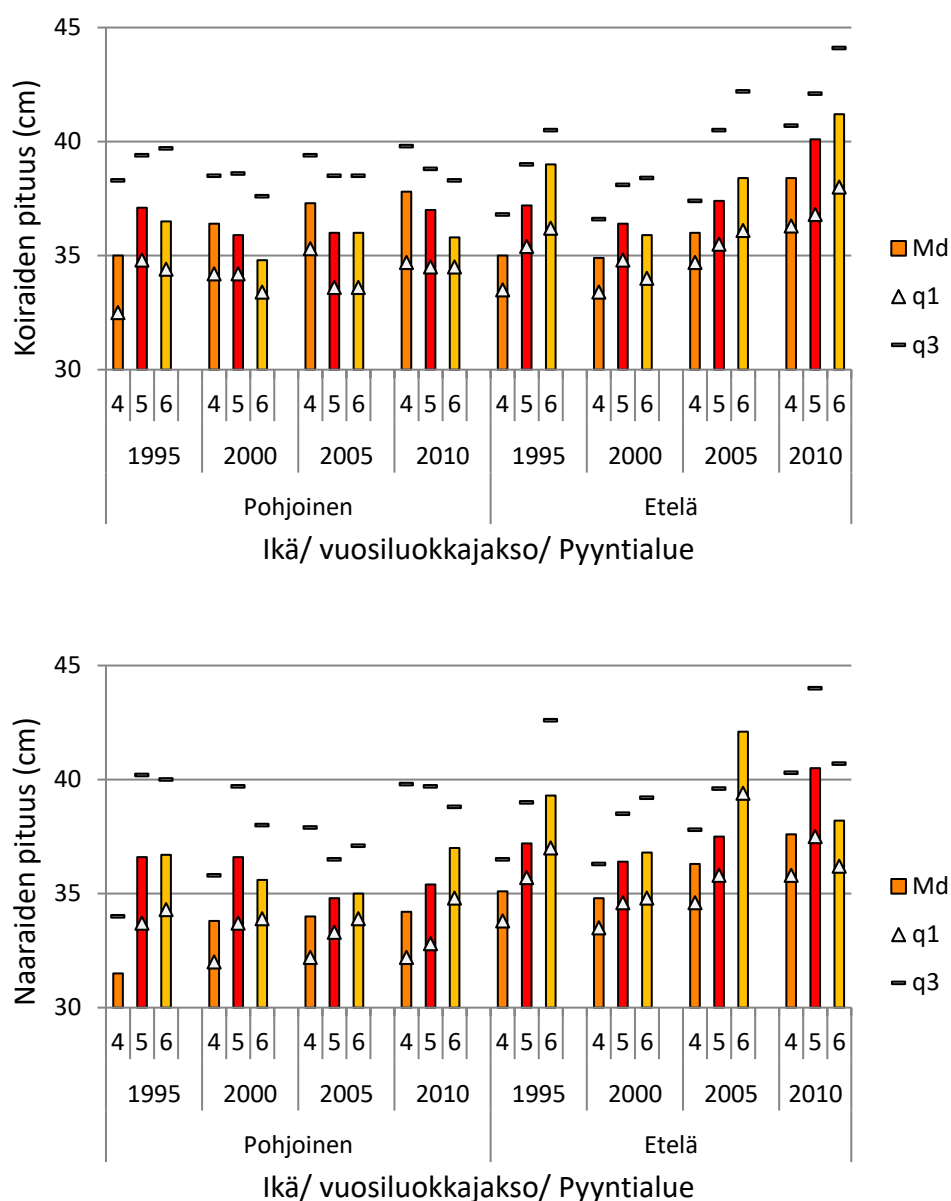 45
40
35
30
Koiraiden pituus (cm)
4 5 6 4 5 6 4 5 6 4 5 6 4 5 6 4 5 6 4 5 6 4 5 6
1995 2000 2005 2010 1995 2000 2005 2010
Pohjoinen Etelä
Ikä/ vuosiluokkajakso/ Pyyntialue
Md
q1
q3
45
40
35
30
Naaraiden pituus (cm)
4 5 6 4 5 6 4 5 6 4 5 6 4 5 6 4 5 6 4 5 6 4 5 6
1995 2000 2005 2010 1995 2000 2005 2010
Pohjoinen Etelä
Ikä/ vuosiluokkajakso/ Pyyntialue
Md
q1
q3